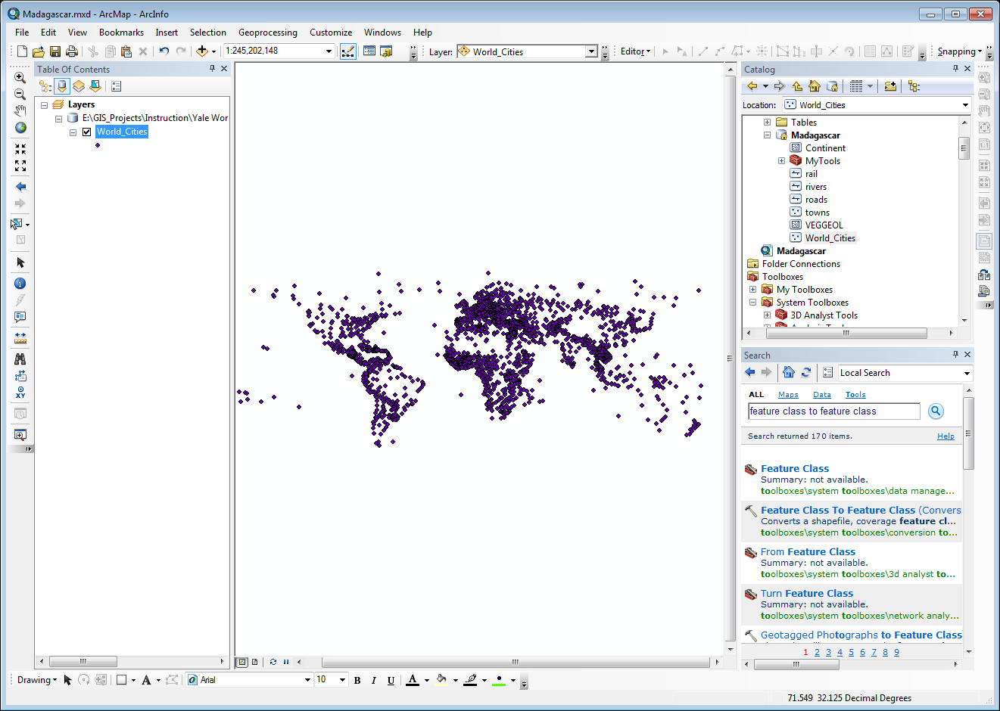 Madagascar.mxd - ArcMap - ArcInfo
File Edit View Bookmarks Insert Selection Geoprocessing Customize Windows Help
1:245,202,148
Layer: World_Cities
Editor
Snapping
Table Of Contents
Layers
E:\GIS_Projects\Instruction\Yale Wor
World_Cities
Catalog
Location: World_Cities
Tables
Madagascar
Continent
MyTools
rail
rivers
roads
towns
VEGGEOL
World_Cities
Madagascar
Folder Connections
Toolboxes
My Toolboxes
System Toolboxes
3D Analyst Tools
Search
Local Search
ALL Maps Data Tools
feature class to feature class
Search returned 170 items. Help
Feature Class
Summary: not available.
toolboxes\system toolboxes\data manage...
Feature Class To Feature Class (Convers
Converts a shapefile, coverage feature cl...
toolboxes\system toolboxes\conversion to...
From Feature Class
Summary: not available.
toolboxes\system toolboxes\3d analyst to...
Turn Feature Class
Summary: not available.
toolboxes\system toolboxes\network analy...
Geotagged Photographs to Feature Class
1 2 3 4 5 6 7 8 9
Drawing A Arial 10 B I U A
71.549 32.125 Decimal Degrees